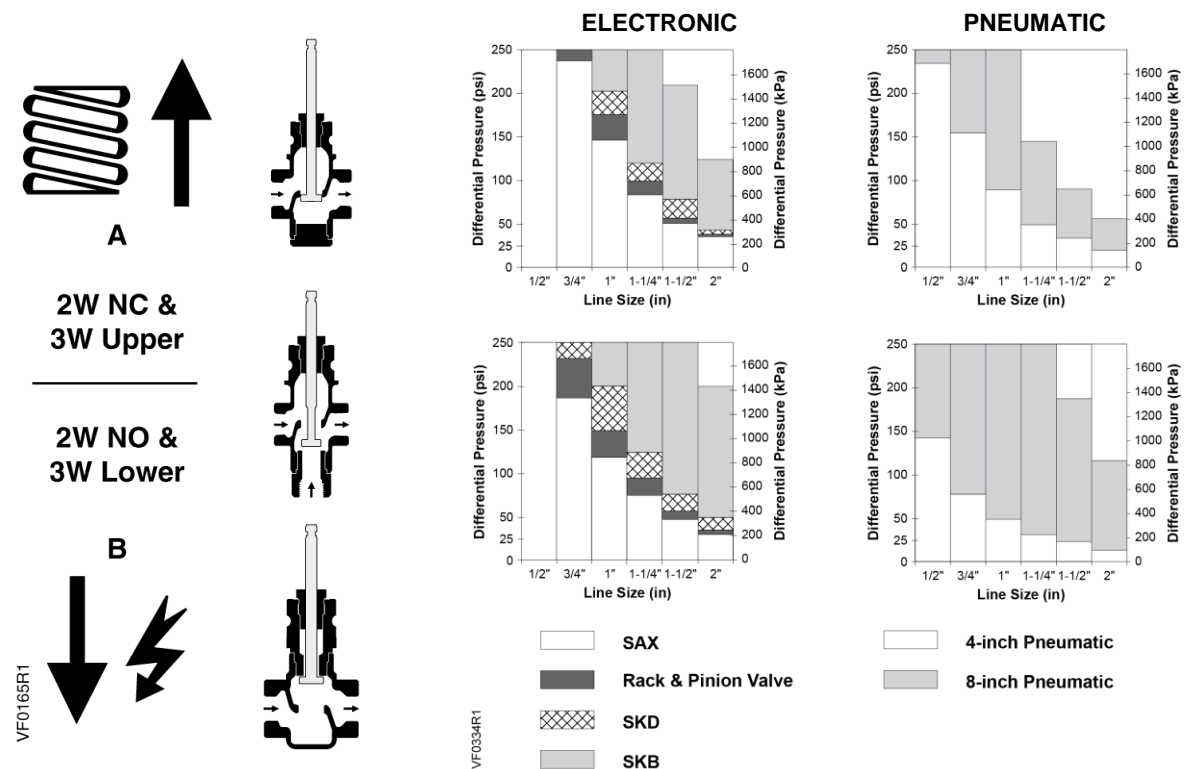 ELECTRONIC
PNEUMATIC
A
2W NC &
3W Upper
2W NO &
3W Lower
B
VF0165R1
Differential Pressure (psi)
250
200
150
100
50
25
0
1/2" 3/4" 1" 1-1/4" 1-1/2" 2"
Line Size (in)
1600
1400
1200
1000
800
600
400
200
0
Differential Pressure (kPa)
Differential Pressure (psi)
250
200
150
100
50
25
0
1/2" 3/4" 1" 1-1/4" 1-1/2" 2"
Line Size (in)
1600
1400
1200
1000
800
600
400
200
0
Differential Pressure (kPa)
Differential Pressure (psi)
250
200
150
100
50
25
0
1/2" 3/4" 1" 1-1/4" 1-1/2" 2"
Line Size (in)
1600
1400
1200
1000
800
600
400
200
0
Differential Pressure (kPa)
Differential Pressure (psi)
250
200
150
100
50
25
0
1/2" 3/4" 1" 1-1/4" 1-1/2" 2"
Line Size (in)
1600
1400
1200
1000
800
600
400
200
0
Differential Pressure (kPa)
SAX
Rack & Pinion Valve
SKD
SKB
VF0334R1
4-inch Pneumatic
8-inch Pneumatic